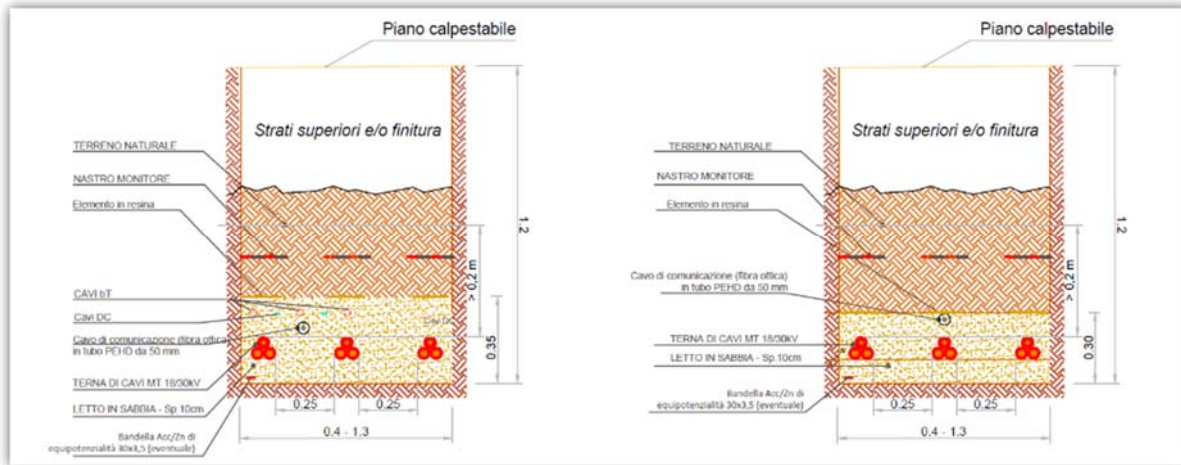 Piano calpestabile
Strati superiori e/o finitura
TERRENO NATURALE
NASTRO MONITORE
Elemento in resina
CAVI bT
Cavi DC
Cavo di comunicazione (fibra ottica)
in tubo PEHD da 50 mm
TERNA DI CAVI MT 18/30kV
LETTO IN SABBIA - Sp 10cm
Bandella Acc/Zn di
equipotenzialità 30x3,5 (eventuale)
Cavi DC
1.2
> 0,2 m
0.35
0.25
0.25
0.4 - 1.3
Piano calpestabile
Strati superiori e/o finitura
TERRENO NATURALE
NASTRO MONITORE
Elemento in resina
Cavo di comunicazione (fibra ottica)
in tubo PEHD da 50 mm
TERNA DI CAVI MT 18/30kV
LETTO IN SABBIA - Sp.10cm
Bandella Acc/Zn di
equipotenzialità 30x3,5 (eventuale)
1.2
> 0,2 m
0.30
0.25
0.25
0.4 - 1.3